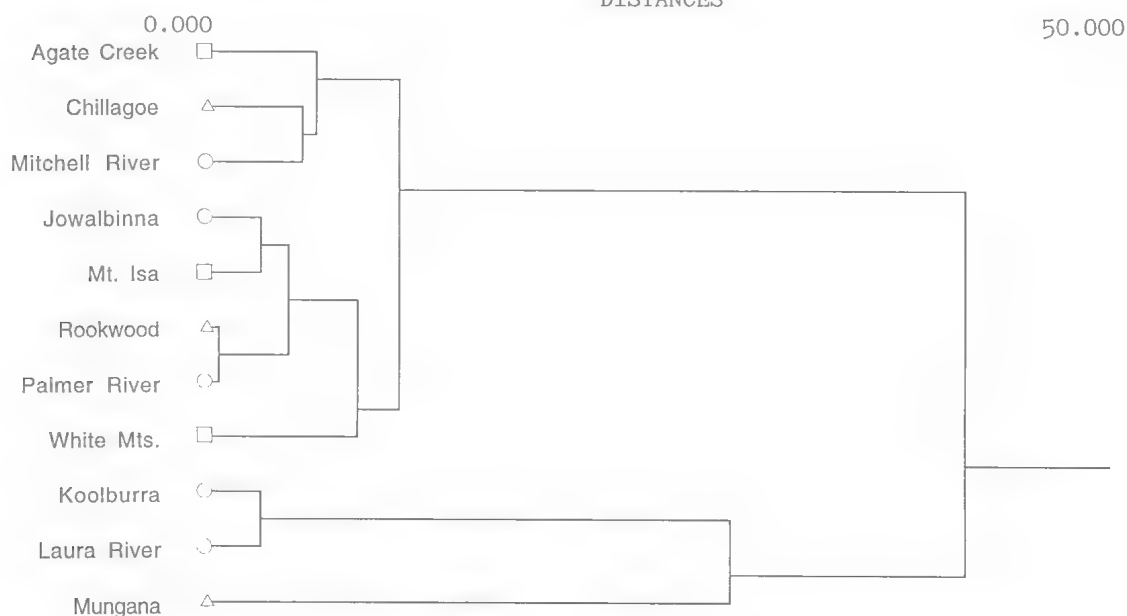 DISTANCES
0.000 50.000
Agate Creek
Chillagoe
Mitchell River
Jowalbinna
Mt. Isa
Rookwood
Palmer River
White Mts.
Koolburra
Laura River
Mungana